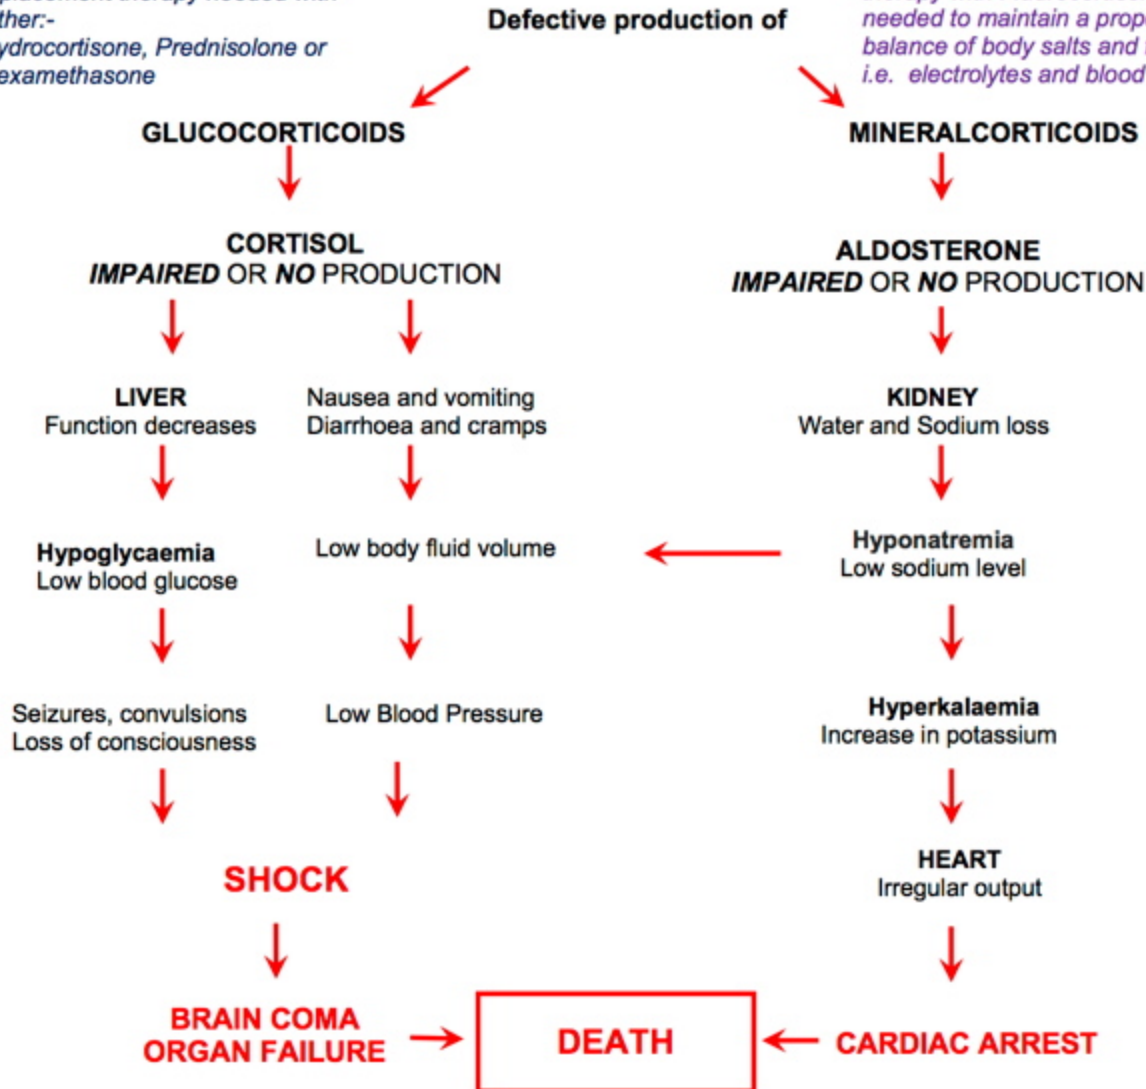 therapy needed with
Hydrocortisone, Prednisolone or
Defective production of
needed to maintain a
balance of body salts and
i.e. electrolytes and blood
GLUCOCORTICOIDS
MINERALCORTICOIDS
CORTISOL
IMPAIRED OR NO PRODUCTION
ALDOSTERONE
IMPAIRED OR NO PRODUCTION
LIVER
Function decreases
Nausea and vomiting
Diarrhoea and cramps
KIDNEY
Water and Sodium loss
Hypoglycaemia
Low blood glucose
Low body fluid volume
Hyponatremia
Low sodium level
Seizures, convulsions
Loss of consciousness
Low Blood Pressure
Hyperkalaemia
Increase in potassium
SHOCK
HEART
Irregular output
BRAIN COMA
ORGAN FAILURE
DEATH
CARDIAC ARREST